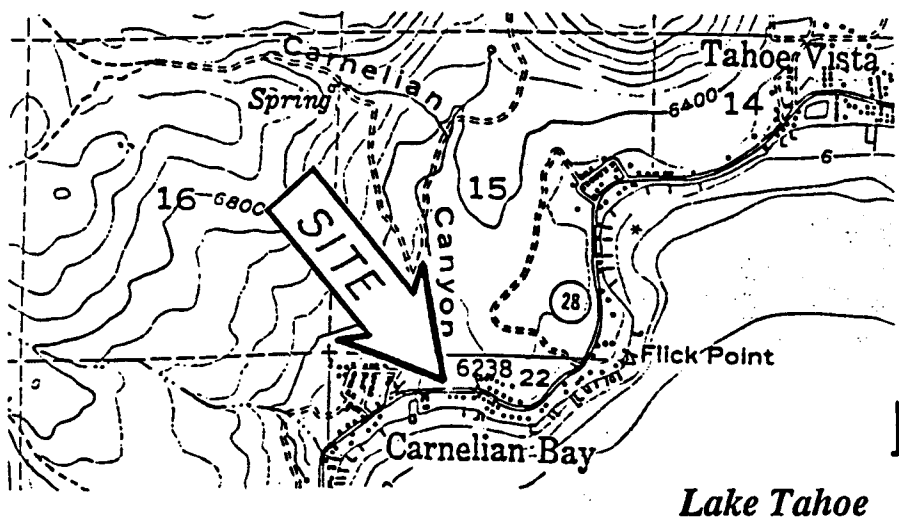 Carnelian
Tahoe Vista
Spring
6400
14
6
15
16
6800
SITE
Canyon
28
Flick Point
6238
22
Carnelian Bay
Lake Tahoe